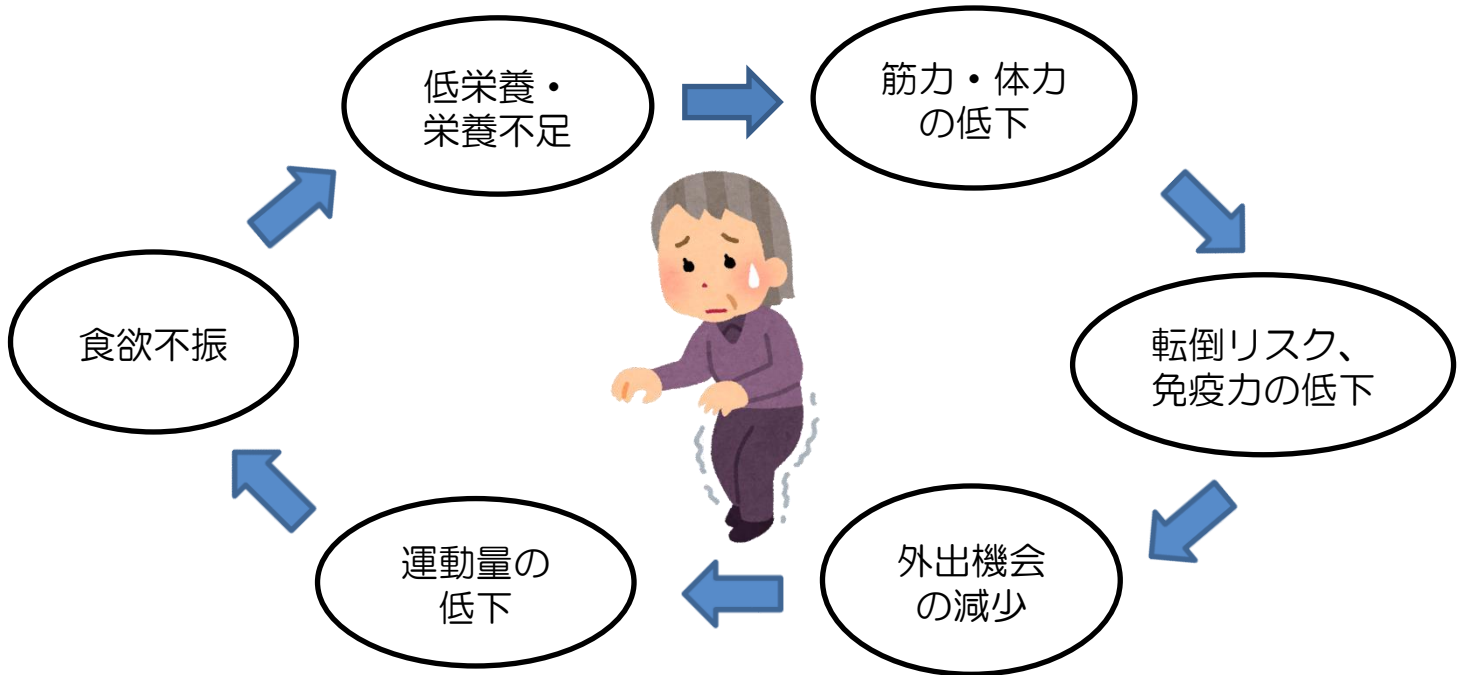 低栄養・
栄養不足
筋力・体力
の低下
転倒リスク、
免疫力の低下
外出機会
の減少
運動量の
低下
食欲不振